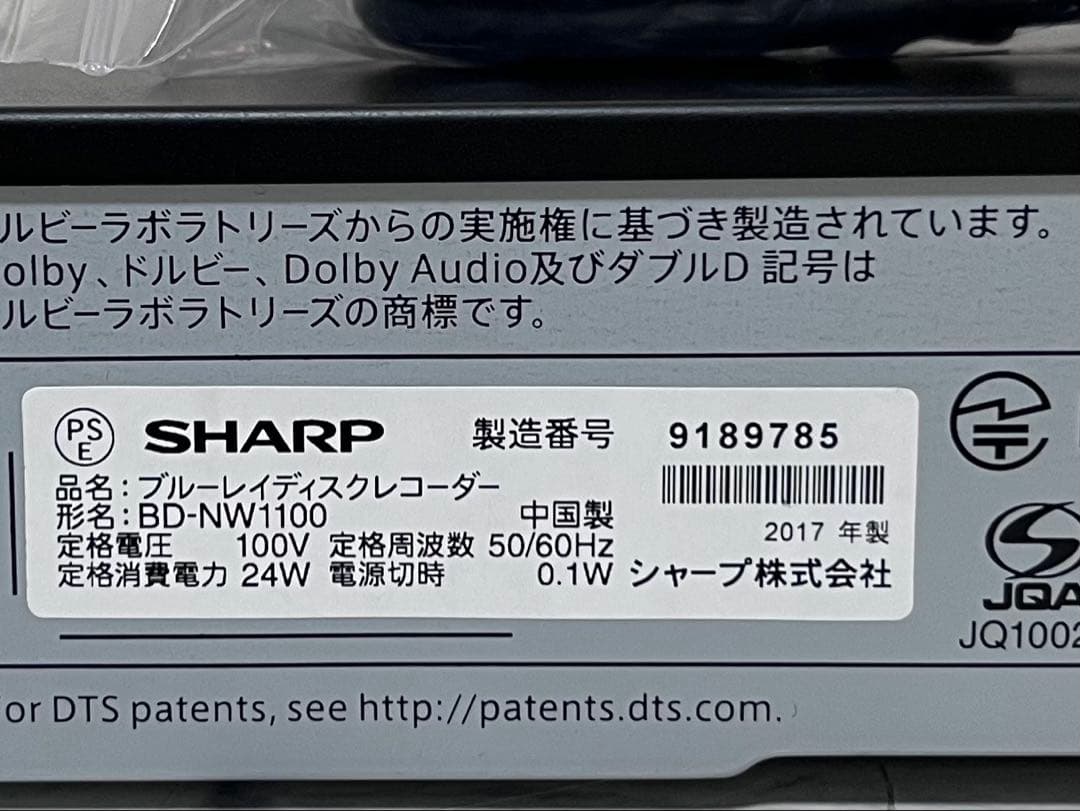 ルビーラボラトリーズからの実施権に基づき製造されています。
olby、ドルビー、Dolby Audio及びダブルD 記号は
ルビーラボラトリーズの商標です。
PS
E
SHARP 製造番号 9189785
品名：ブルーレイディスクレコーダー
形名：BD-NW1100 中国製
2017 年製
定格電圧 100V 定格周波数 50/60Hz
定格消費電力 24W 電源切時 0.1W シャープ株式会社
JQA
JQ1002
or DTS patents, see http://patents.dts.com.